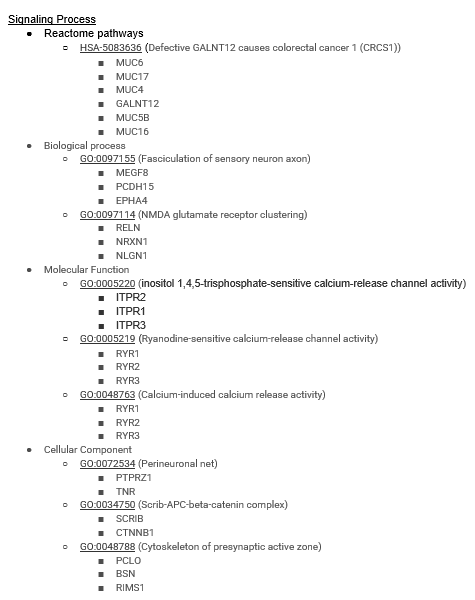 Signaling Process
● Reactome pathways
○ HSA-5083636 (Defective GALNT12 causes colorectal cancer 1 (CRCS1))
■ MUC6
■ MUC17
■ MUC4
■ GALNT12
■ MUC5B
■ MUC16
● Biological process
○ GO:0097155 (Fasciculation of sensory neuron axon)
■ MEGF8
■ PCDH15
■ EPHA4
○ GO:0097114 (NMDA glutamate receptor clustering)
■ RELN
■ NRXN1
■ NLGN1
● Molecular Function
○ GO:0005220 (inositol 1,4,5-trisphosphate-sensitive calcium-release channel activity)
■ ITPR2
■ ITPR1
■ ITPR3
○ GO:0005219 (Ryanodine-sensitive calcium-release channel activity)
■ RYR1
■ RYR2
■ RYR3
○ GO:0048763 (Calcium-induced calcium release activity)
■ RYR1
■ RYR2
■ RYR3
● Cellular Component
○ GO:0072534 (Perineuronal net)
■ PTPRZ1
■ TNR
○ GO:0034750 (Scrib-APC-beta-catenin complex)
■ SCRIB
■ CTNNB1
○ GO:0048788 (Cytoskeleton of presynaptic active zone)
■ PCLO
■ BSN
■ RIMS1